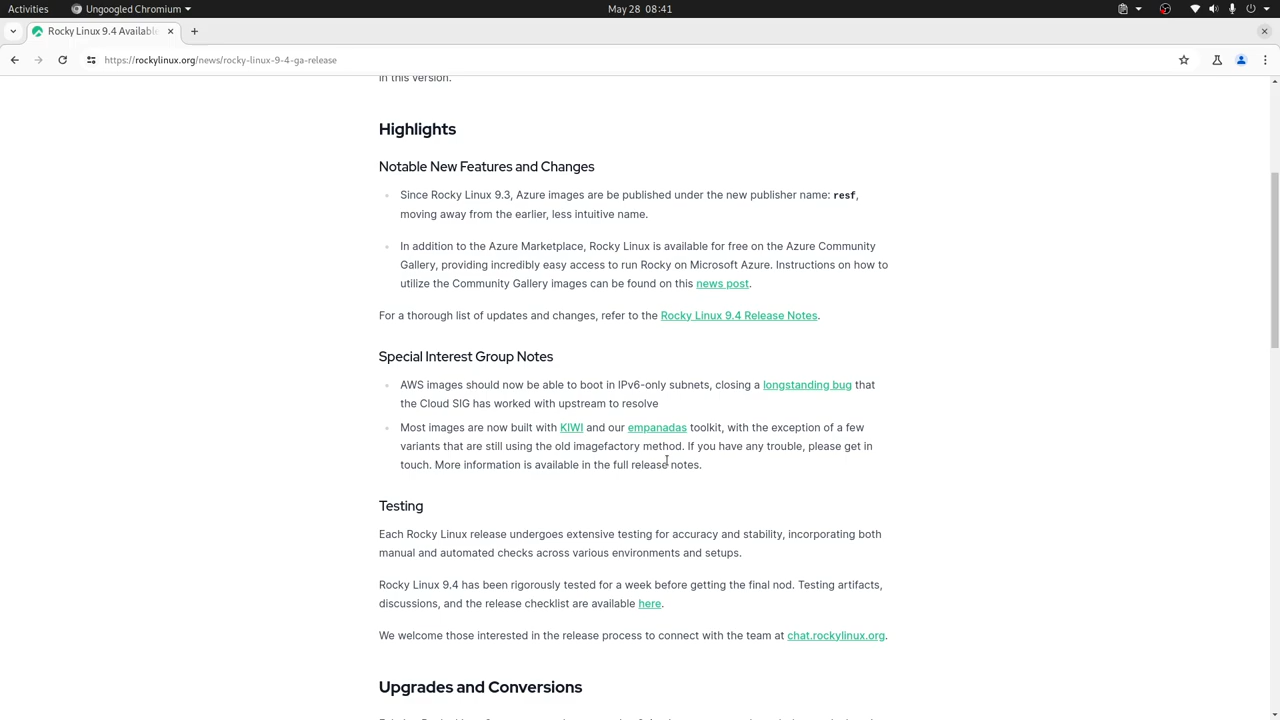 Activities
Ungoogled Chromium
May 28 08:41
Rocky Linux 9.4 Availabl
https://rockylinux.org/news/rocky-linux-9-4-ga-release
in this version.
Highlights
Notable New Features and Changes
Since Rocky Linux 9.3, Azure images are be published under the new publisher name: resf,
moving away from the earlier, less intuitive name.
In addition to the Azure Marketplace, Rocky Linux is available for free on the Azure Community
Gallery, providing incredibly easy access to run Rocky on Microsoft Azure. Instructions on how to
utilize the Community Gallery images can be found on this news post.
For a thorough list of updates and changes, refer to the Rocky Linux 9.4 Release Notes.
Special Interest Group Notes
AWS images should now be able to boot in IPv6-only subnets, closing a longstanding bug that
the Cloud SIG has worked with upstream to resolve
Most images are now built with KIWI and our empanadas toolkit, with the exception of a few
variants that are still using the old imagefactory method. If you have any trouble, please get in
touch. More information is available in the full release notes.
Testing
Each Rocky Linux release undergoes extensive testing for accuracy and stability, incorporating both
manual and automated checks across various environments and setups.
Rocky Linux 9.4 has been rigorously tested for a week before getting the final nod. Testing artifacts,
discussions, and the release checklist are available here.
We welcome those interested in the release process to connect with the team at chat.rockylinux.org.
Upgrades and Conversions